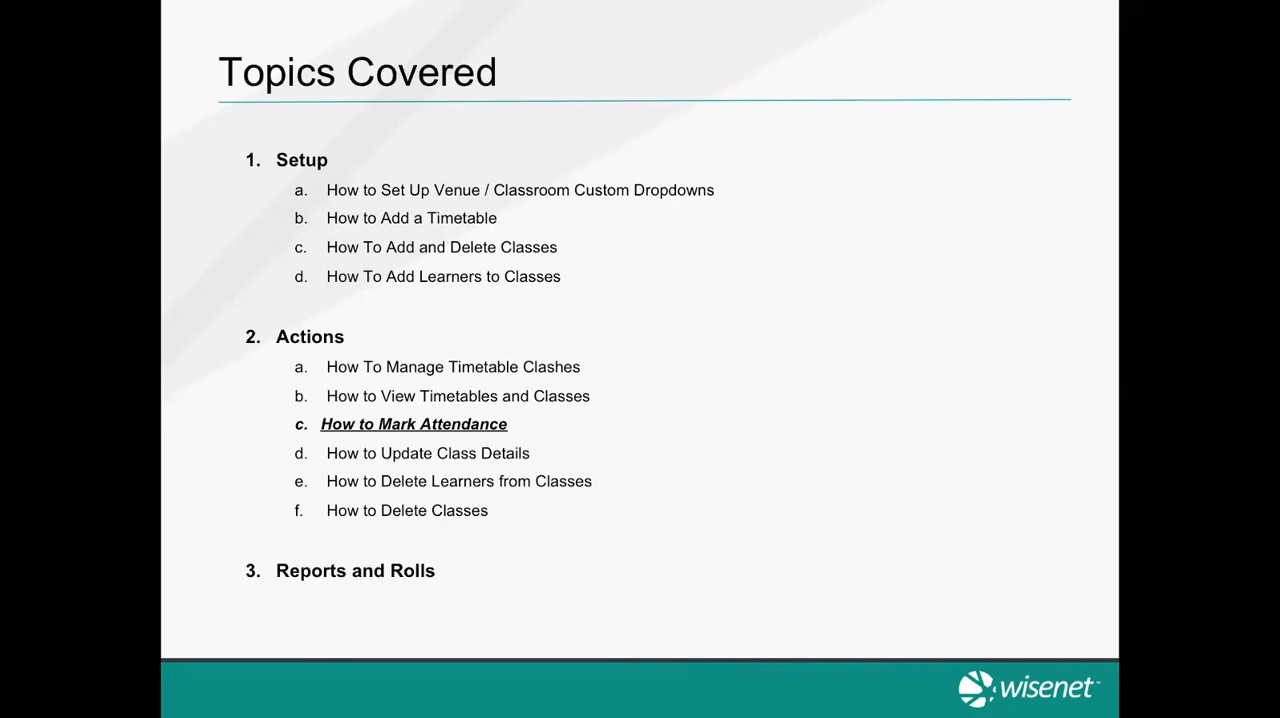 Topics Covered
1. Setup
a. How to Set Up Venue / Classroom Custom Dropdowns
b. How to Add a Timetable
c. How To Add and Delete Classes
d. How To Add Learners to Classes
2. Actions
a. How To Manage Timetable Clashes
b. How to View Timetables and Classes
c. How to Mark Attendance
d. How to Update Class Details
e. How to Delete Learners from Classes
f. How to Delete Classes
3. Reports and Rolls
wisenet™